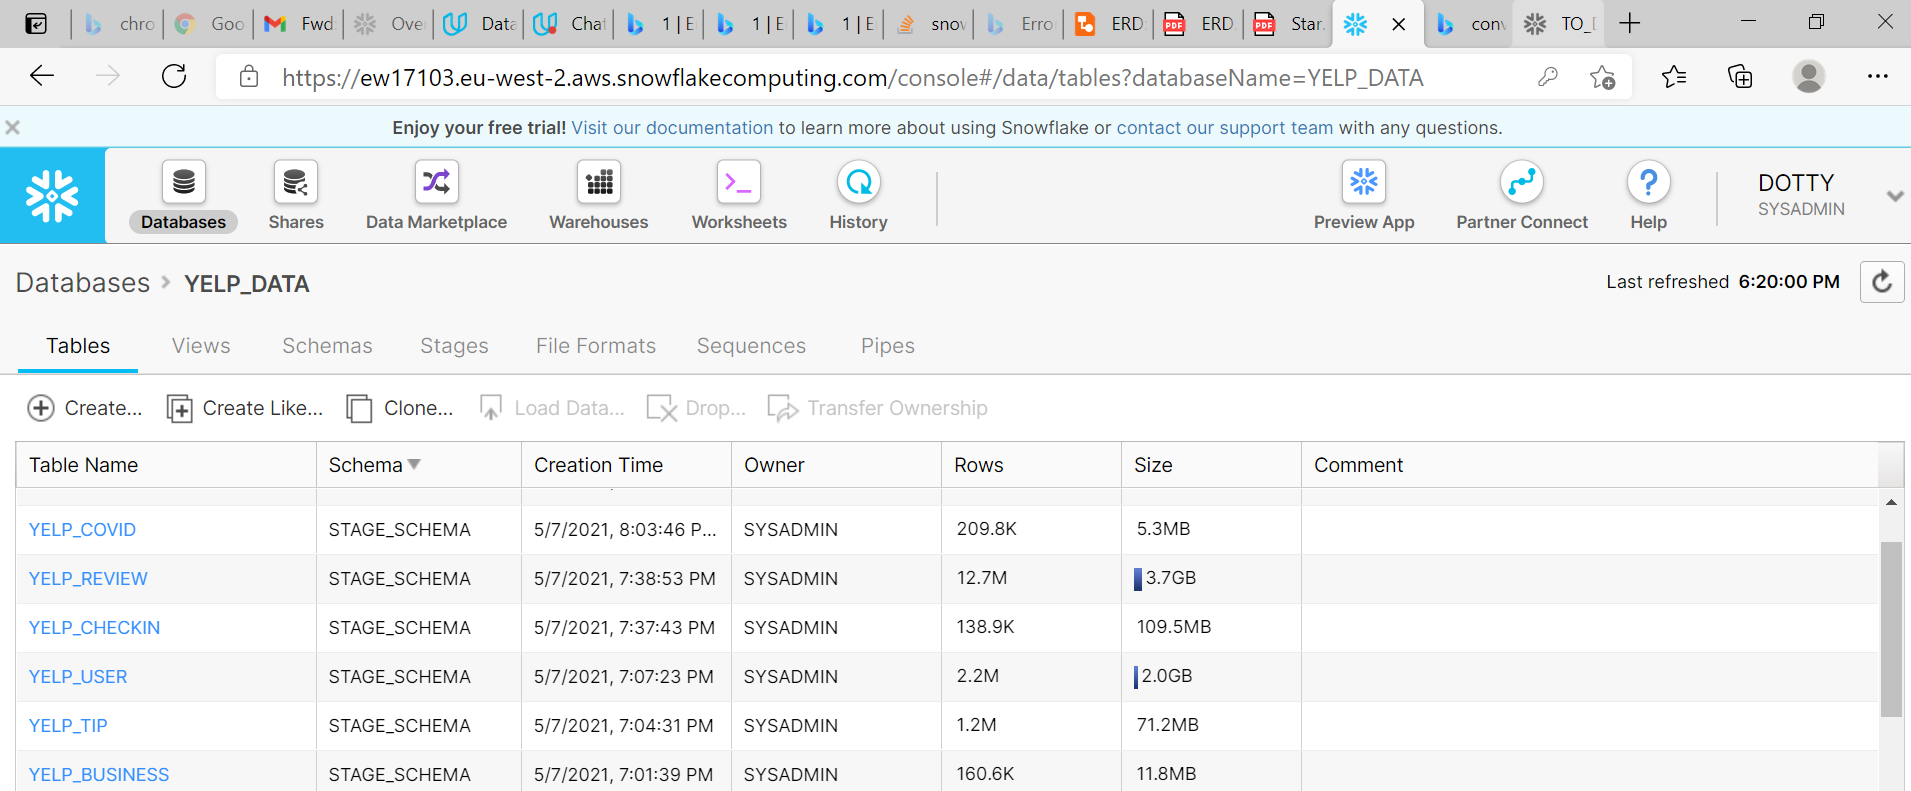 chro Goo Fwd: Ove Data Chat 1 | E 1 | E 1 | E snov Erro ERD ERD Star. conv TO_D
https://ew17103.eu-west-2.aws.snowflakecomputing.com/console#/data/tables?databaseName=YELP_DATA
Enjoy your free trial! Visit our documentation to learn more about using Snowflake or contact our support team with any questions.
Databases Shares Data Marketplace Warehouses Worksheets History Preview App Partner Connect Help DOTTY
SYSADMIN
Databases > YELP_DATA Last refreshed 6:20:00 PM
Tables Views Schemas Stages File Formats Sequences Pipes
Create... Create Like... Clone... Load Data... Drop... Transfer Ownership
Table Name Schema Creation Time Owner Rows Size Comment
YELP_COVID STAGE_SCHEMA 5/7/2021, 8:03:46 P... SYSADMIN 209.8K 5.3MB
YELP_REVIEW STAGE_SCHEMA 5/7/2021, 7:38:53 PM SYSADMIN 12.7M 3.7GB
YELP_CHECKIN STAGE_SCHEMA 5/7/2021, 7:37:43 PM SYSADMIN 138.9K 109.5MB
YELP_USER STAGE_SCHEMA 5/7/2021, 7:07:23 PM SYSADMIN 2.2M 2.0GB
YELP_TIP STAGE_SCHEMA 5/7/2021, 7:04:31 PM SYSADMIN 1.2M 71.2MB
YELP_BUSINESS STAGE_SCHEMA 5/7/2021, 7:01:39 PM SYSADMIN 160.6K 11.8MB